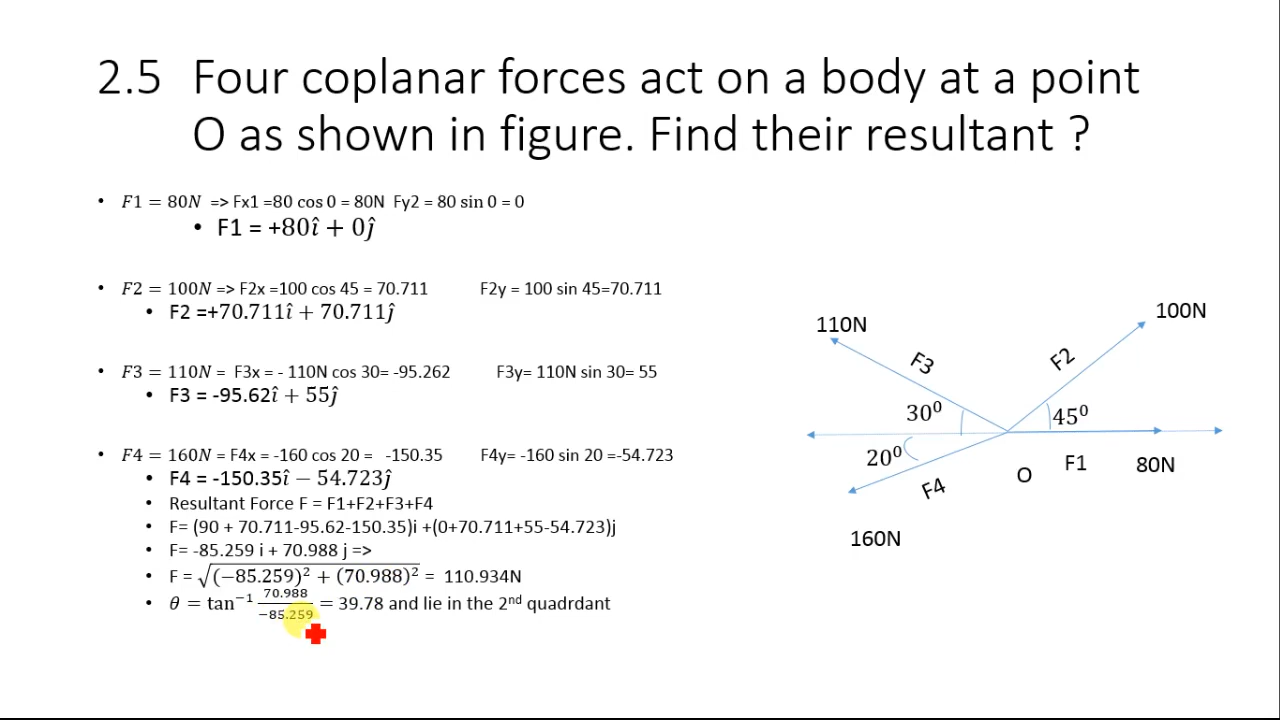 2.5 Four coplanar forces act on a body at a point
O as shown in figure. Find their resultant ?
• 𝐹1 = 80𝑁 => Fx1 =80 cos 0 = 80N Fy2 = 80 sin 0 = 0
• F1 = +80𝑖̂ + 0𝑗̂
• 𝐹2 = 100𝑁 => F2x =100 cos 45 = 70.711 F2y = 100 sin 45=70.711
• F2 =+70.711𝑖̂ + 70.711𝑗̂
• 𝐹3 = 110𝑁 = F3x = - 110N cos 30= -95.262 F3y= 110N sin 30= 55
• F3 = -95.62𝑖̂ + 55𝑗̂
• 𝐹4 = 160𝑁 = F4x = -160 cos 20 = -150.35 F4y= -160 sin 20 =-54.723
• F4 = -150.35𝑖̂ − 54.723𝑗̂
• Resultant Force F = F1+F2+F3+F4
• F= (90 + 70.711-95.62-150.35)i +(0+70.711+55-54.723)j
• F= -85.259 i + 70.988 j =>
• F = √(−85.259)² + (70.988)² = 110.934N
• 𝜃 = tan⁻¹ 70.988/−85.259 = 39.78 and lie in the 2ⁿᵈ quadrdant
110N
100N
F3
F2
30⁰
45⁰
20⁰
F4
O
F1
80N
160N